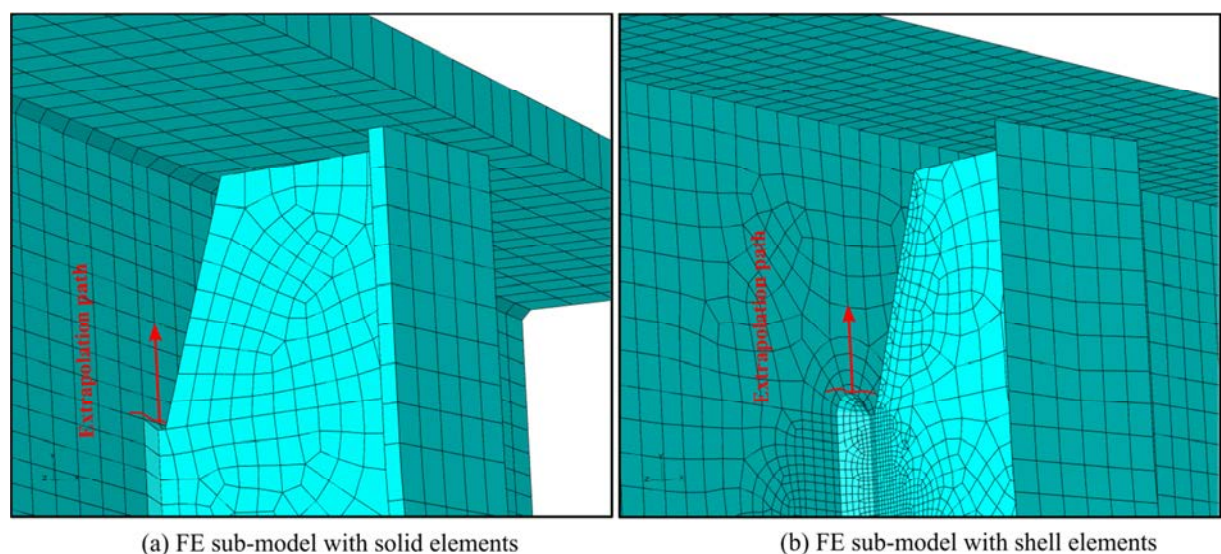 Extrapolation path
Extrapolation path
(a) FE sub-model with solid elements
(b) FE sub-model with shell elements